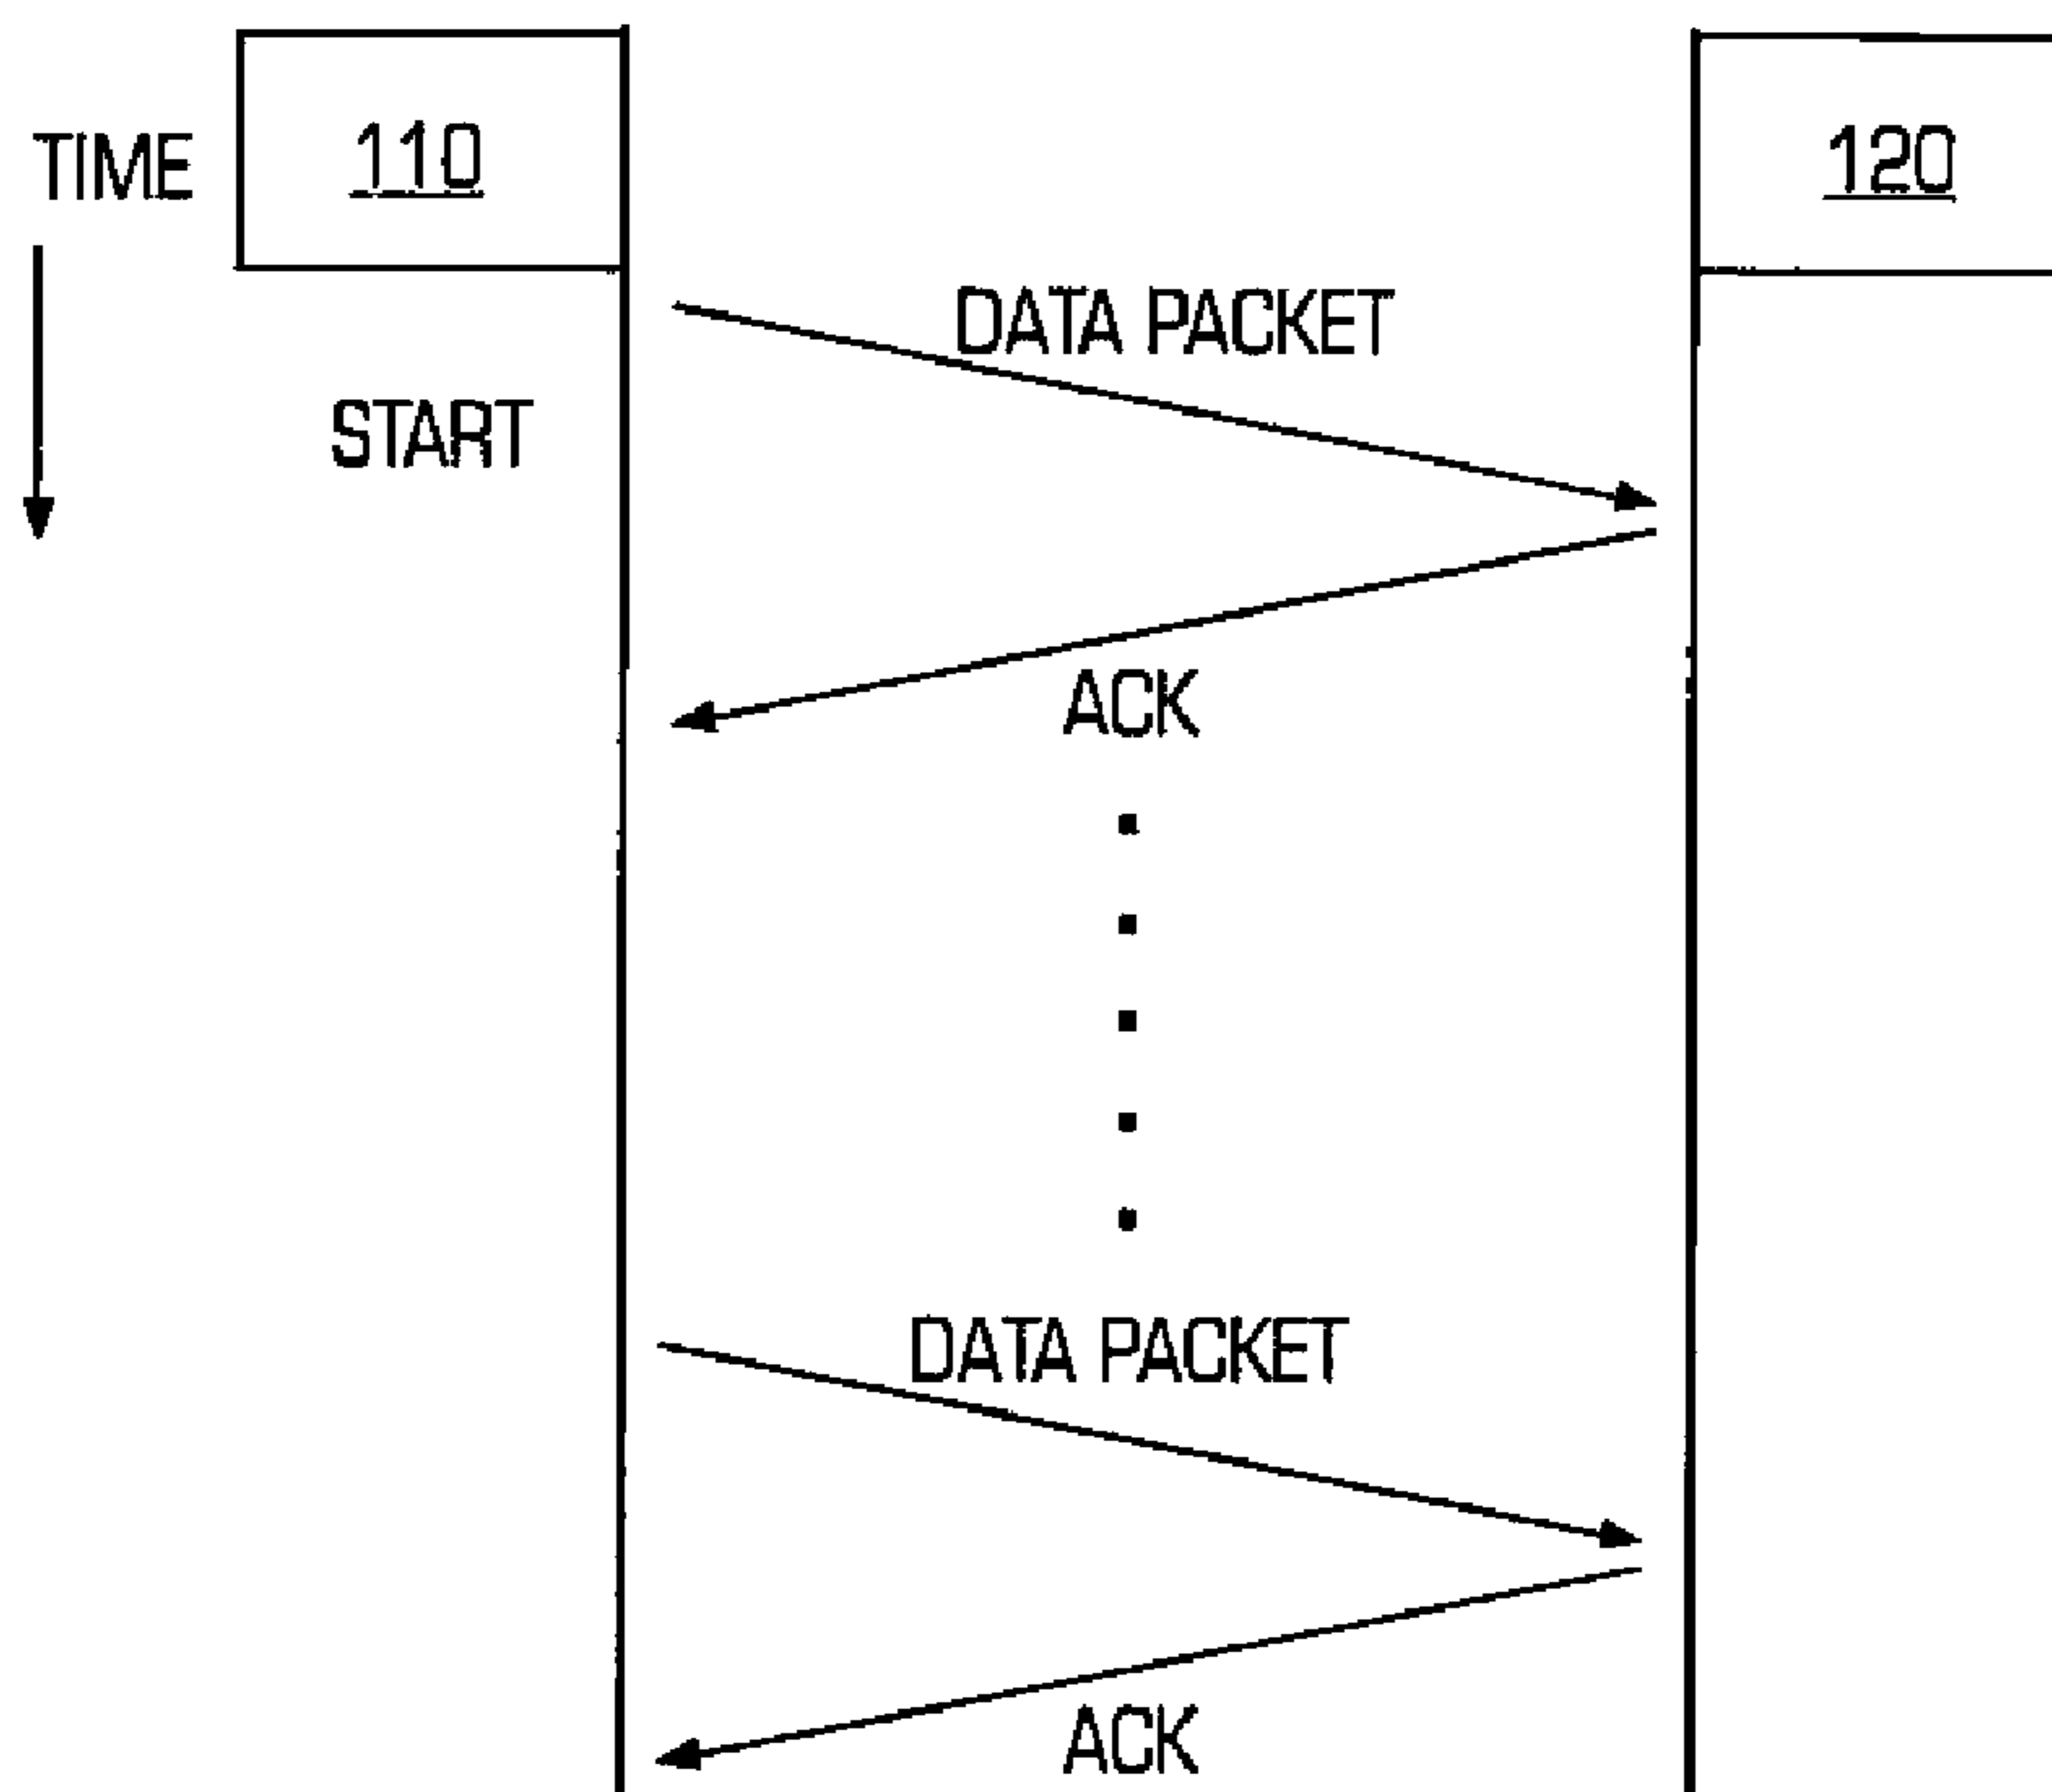 TIME
110
120
DATA PACKET
START
ACK
DATA PACKET
ACK